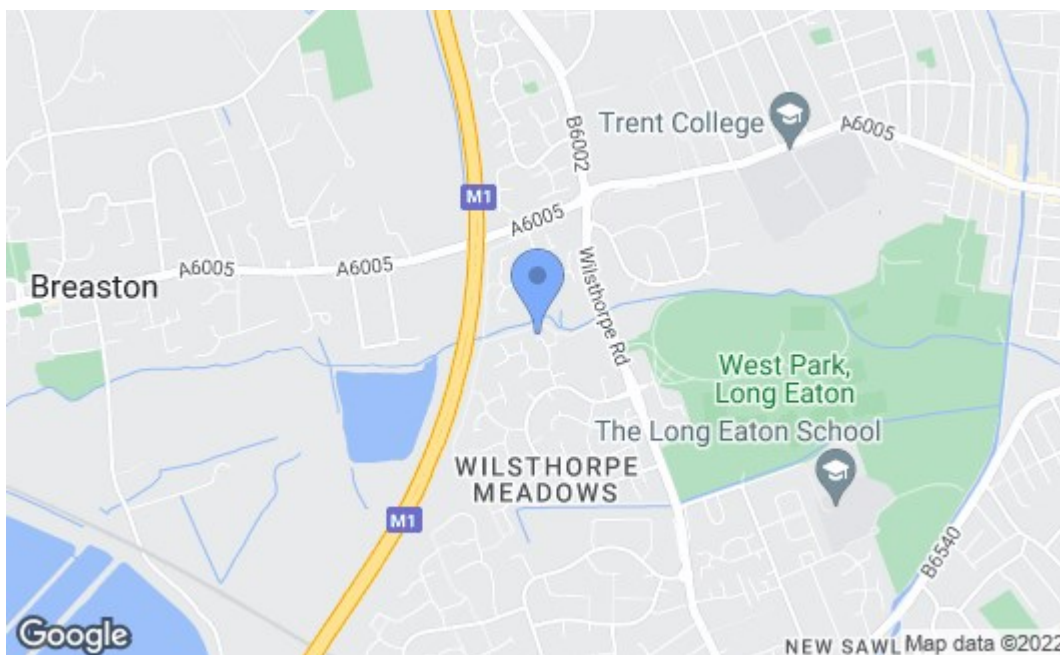 B6002
Trent College
A6005
M1
A6005
Wilsthorpe Rd
A6005
A6005
Breaston
West Park,
Long Eaton
The Long Eaton School
WILSTHORPE
MEADOWS
M1
B6540
Google
NEW SAWL
Map data ©2022